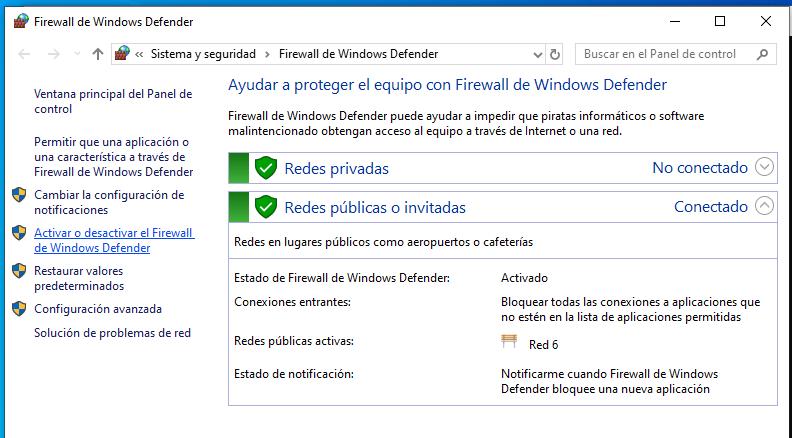 Firewall de Windows Defender
« Sistema y seguridad > Firewall de Windows Defender
Buscar en el Panel de control
Ventana principal del Panel de
control
Permitir que una aplicación o
una característica a través de
Firewall de Windows Defender
Cambiar la configuración de
notificaciones
Activar o desactivar el Firewall
de Windows Defender
Restaurar valores
predeterminados
Configuración avanzada
Solución de problemas de red
Ayudar a proteger el equipo con Firewall de Windows Defender
Firewall de Windows Defender puede ayudar a impedir que piratas informáticos o software
malintencionado obtengan acceso al equipo a través de Internet o una red.
Redes privadas No conectado
Redes públicas o invitadas Conectado
Redes en lugares públicos como aeropuertos o cafeterías
Estado de Firewall de Windows Defender: Activado
Conexiones entrantes: Bloquear todas las conexiones a aplicaciones que
no estén en la lista de aplicaciones permitidas
Redes públicas activas: Red 6
Estado de notificación: Notificarme cuando Firewall de Windows
Defender bloquee una nueva aplicación